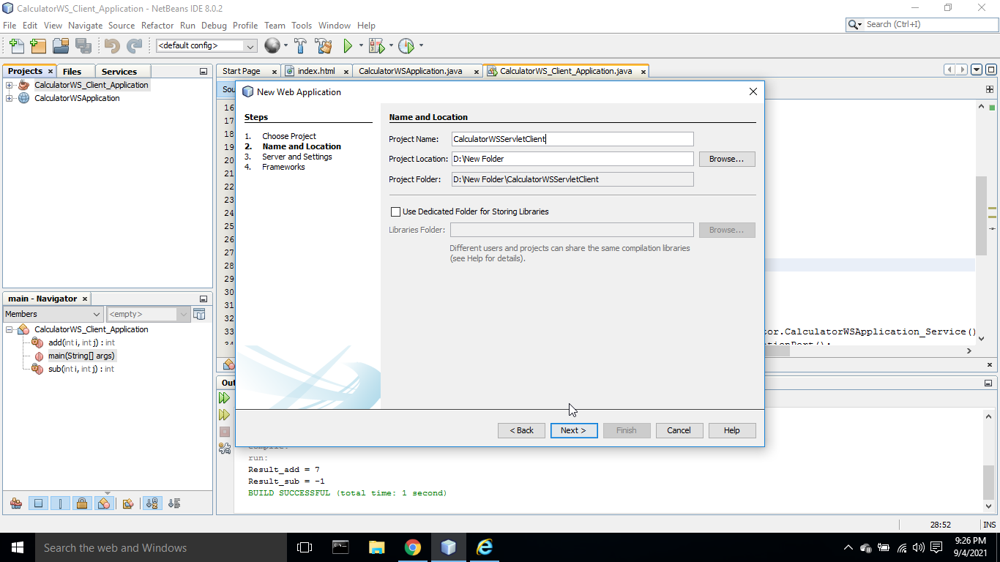 CalculatorWS_Client_Application - NetBeans IDE 8.0.2
File Edit View Navigate Source Refactor Run Debug Profile Team Tools Window Help
Search (Ctrl+I)
<default config>
Projects Files Services
Start Page index.html CalculatorWSApplication.java CalculatorWS_Client_Application.java
CalculatorWS_Client_Application
CalculatorWSApplication
Sou
16
17
18
19
20
21
22
23
24
25
26
27
28
29
30
31
32
33
34
tor.CalculatorWSApplication_Service()
New Web Application
Steps
1. Choose Project
2. Name and Location
3. Server and Settings
4. Frameworks
Name and Location
Project Name: CalculatorWSServletClient
Project Location: D:\New Folder Browse...
Project Folder: D:\New Folder\CalculatorWSServletClient
Use Dedicated Folder for Storing Libraries
Libraries Folder: Browse...
Different users and projects can share the same compilation libraries
(see Help for details).
< Back Next > Finish Cancel Help
main - Navigator
Members <empty>
CalculatorWS_Client_Application
add(int i, int j) : int
main(String[] args)
sub(int i, int j) : int
Out
compile:
run:
Result_add = 7
Result_sub = -1
BUILD SUCCESSFUL (total time: 1 second)
28:52 INS
Search the web and Windows
9:26 PM
9/4/2021